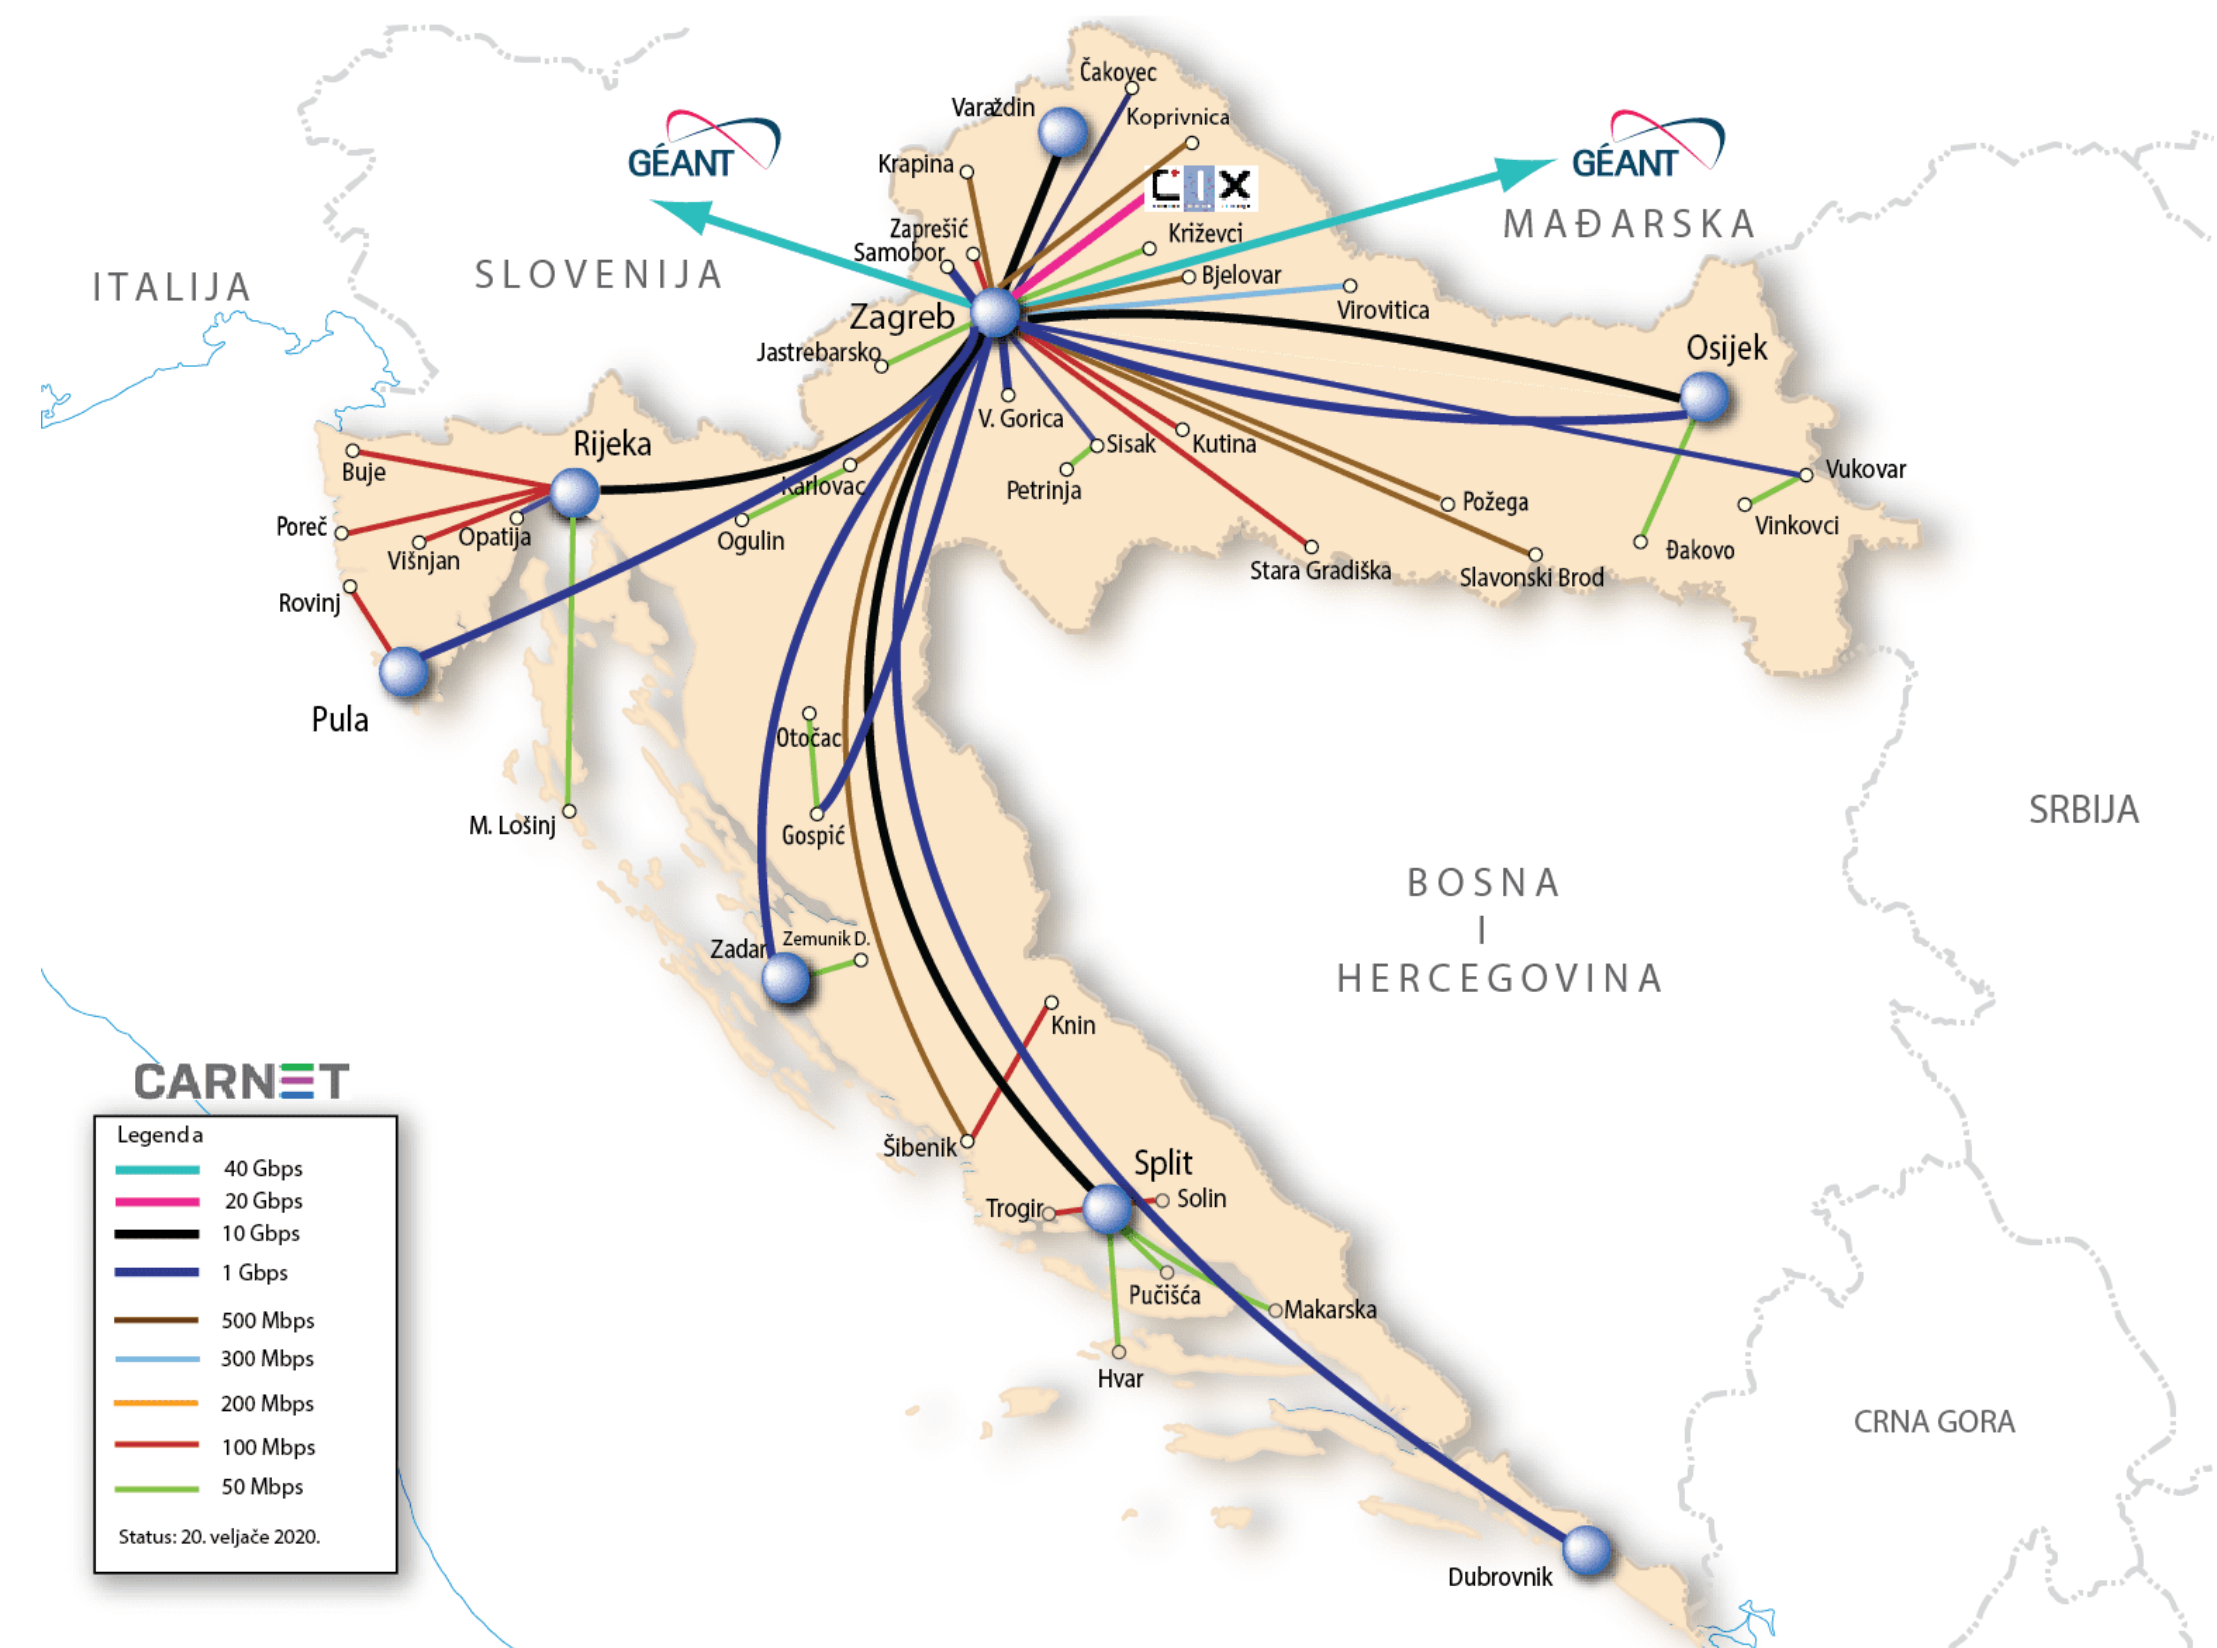 Čakovec
Varaždin
Koprivnica
GÉANT
GÉANT
Krapina
CIX
MAĐARSKA
Zaprešić
Križevci
Samobor
SLOVENIJA
Bjelovar
ITALIJA
Virovitica
Zagreb
Jastrebarsko
Osijek
V. Gorica
Rijeka
Sisak
Kutina
Buje
Vukovar
Karlovac
Petrinja
Požega
Poreč
Opatija
Vinkovci
Višnjan
Ogulin
Đakovo
Stara Gradiška
Slavonski Brod
Rovinj
Pula
Otočac
SRBIJA
M. Lošinj
Gospić
BOSNA
I
HERCEGOVINA
Zadar
Zemunik D.
Knin
CARNET
Šibenik
Split
Trogir
Solin
Pučišća
Makarska
Hvar
CRNA GORA
Dubrovnik
Legenda
40 Gbps
20 Gbps
10 Gbps
1 Gbps
500 Mbps
300 Mbps
200 Mbps
100 Mbps
50 Mbps
Status: 20. veljače 2020.